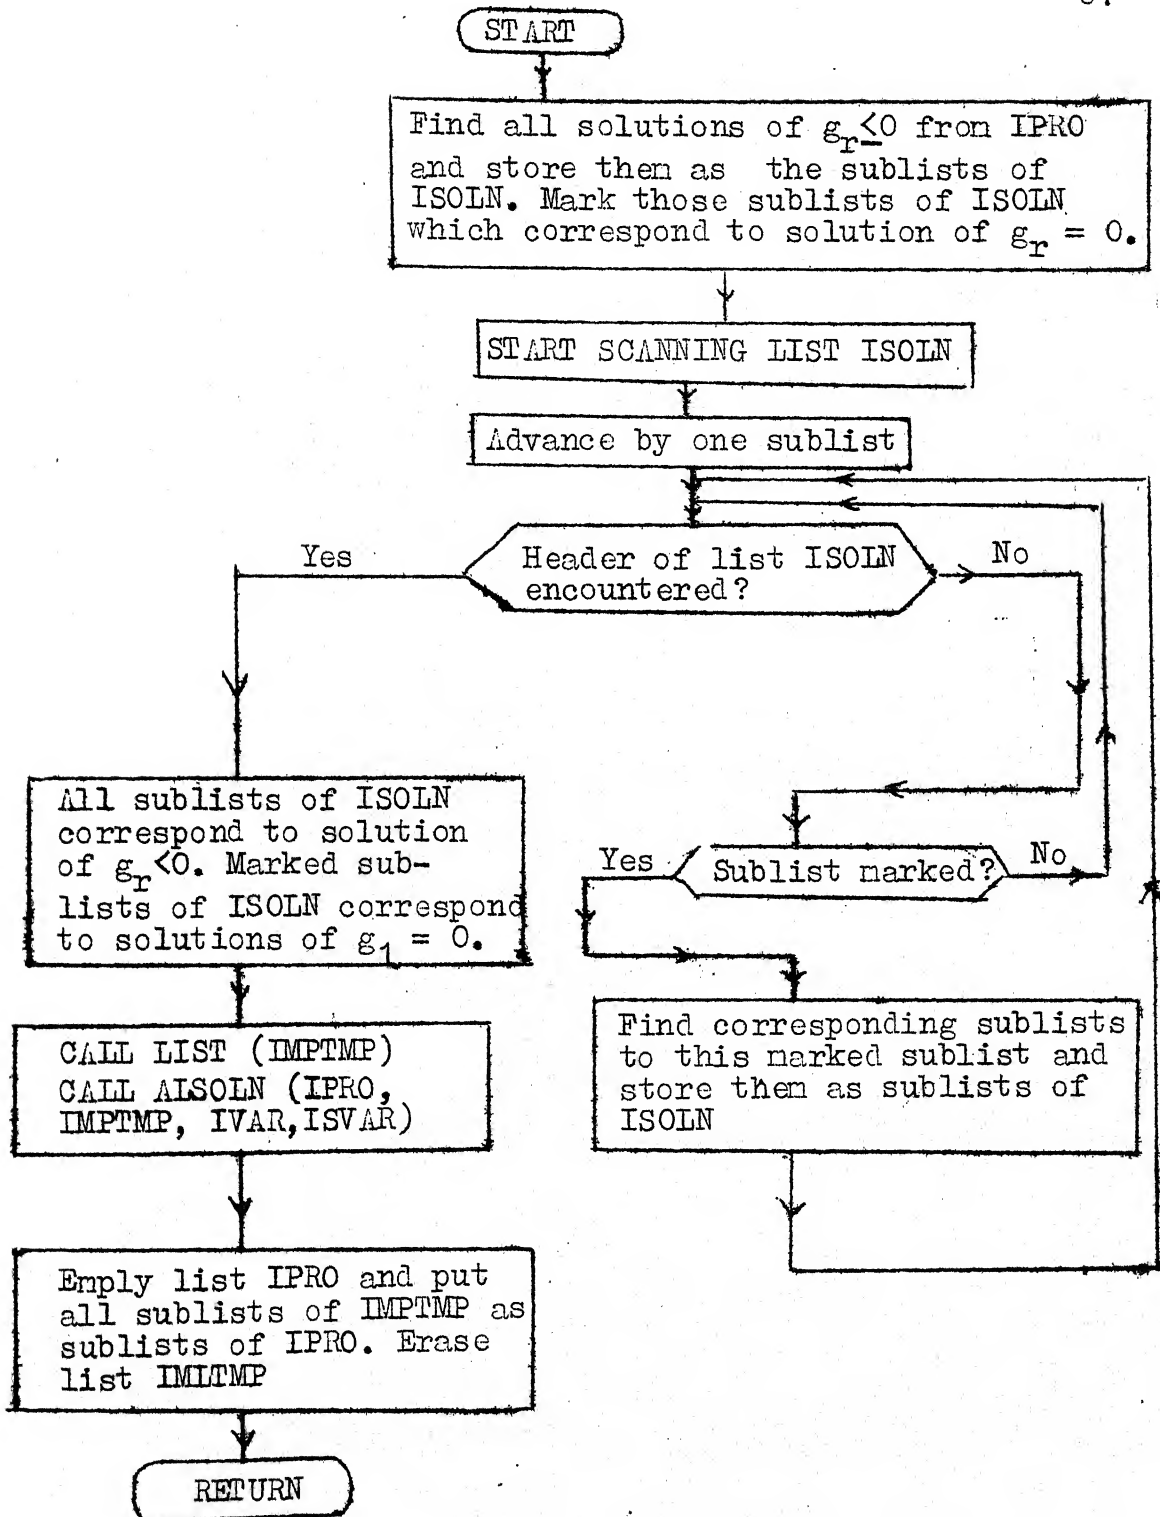 START
Find all solutions of g_r≤0 from IPRO
and store them as the sublists of
ISOLN. Mark those sublists of ISOLN
which correspond to solution of g_r = 0.
START SCANNING LIST ISOLN
Advance by one sublist
Header of list ISOLN
encountered?
Yes
No
All sublists of ISOLN
correspond to solution
of g_r<0. Marked sub-
lists of ISOLN correspond
to solutions of g_1 = 0.
Yes
Sublist marked?
No
CALL LIST (IMPTMP)
CALL ALSOLN (IPRO,
IMPTMP, IVAR,ISVAR)
Find corresponding sublists
to this marked sublist and
store them as sublists of
ISOLN
Emply list IPRO and put
all sublists of IMPTMP as
sublists of IPRO. Erase
list IMLTMP
RETURN